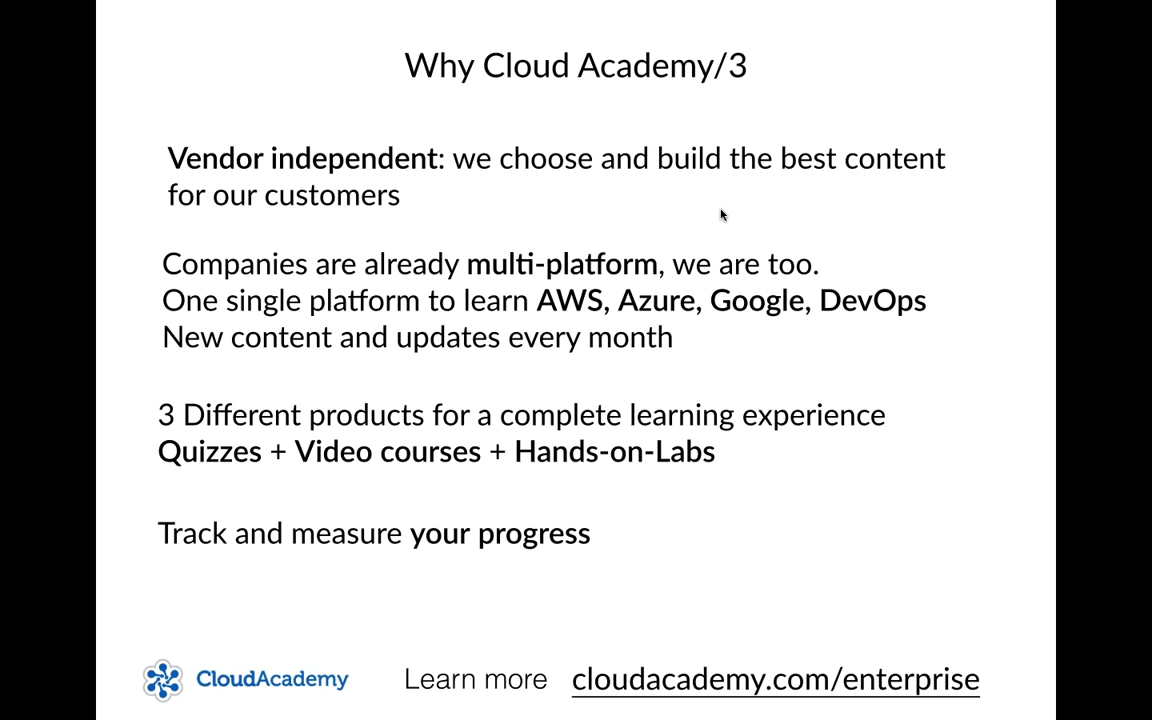 Why Cloud Academy/3
Vendor independent: we choose and build the best content
for our customers
Companies are already multi-platform, we are too.
One single platform to learn AWS, Azure, Google, DevOps
New content and updates every month
3 Different products for a complete learning experience
Quizzes + Video courses + Hands-on-Labs
Track and measure your progress
CloudAcademy Learn more cloudacademy.com/enterprise